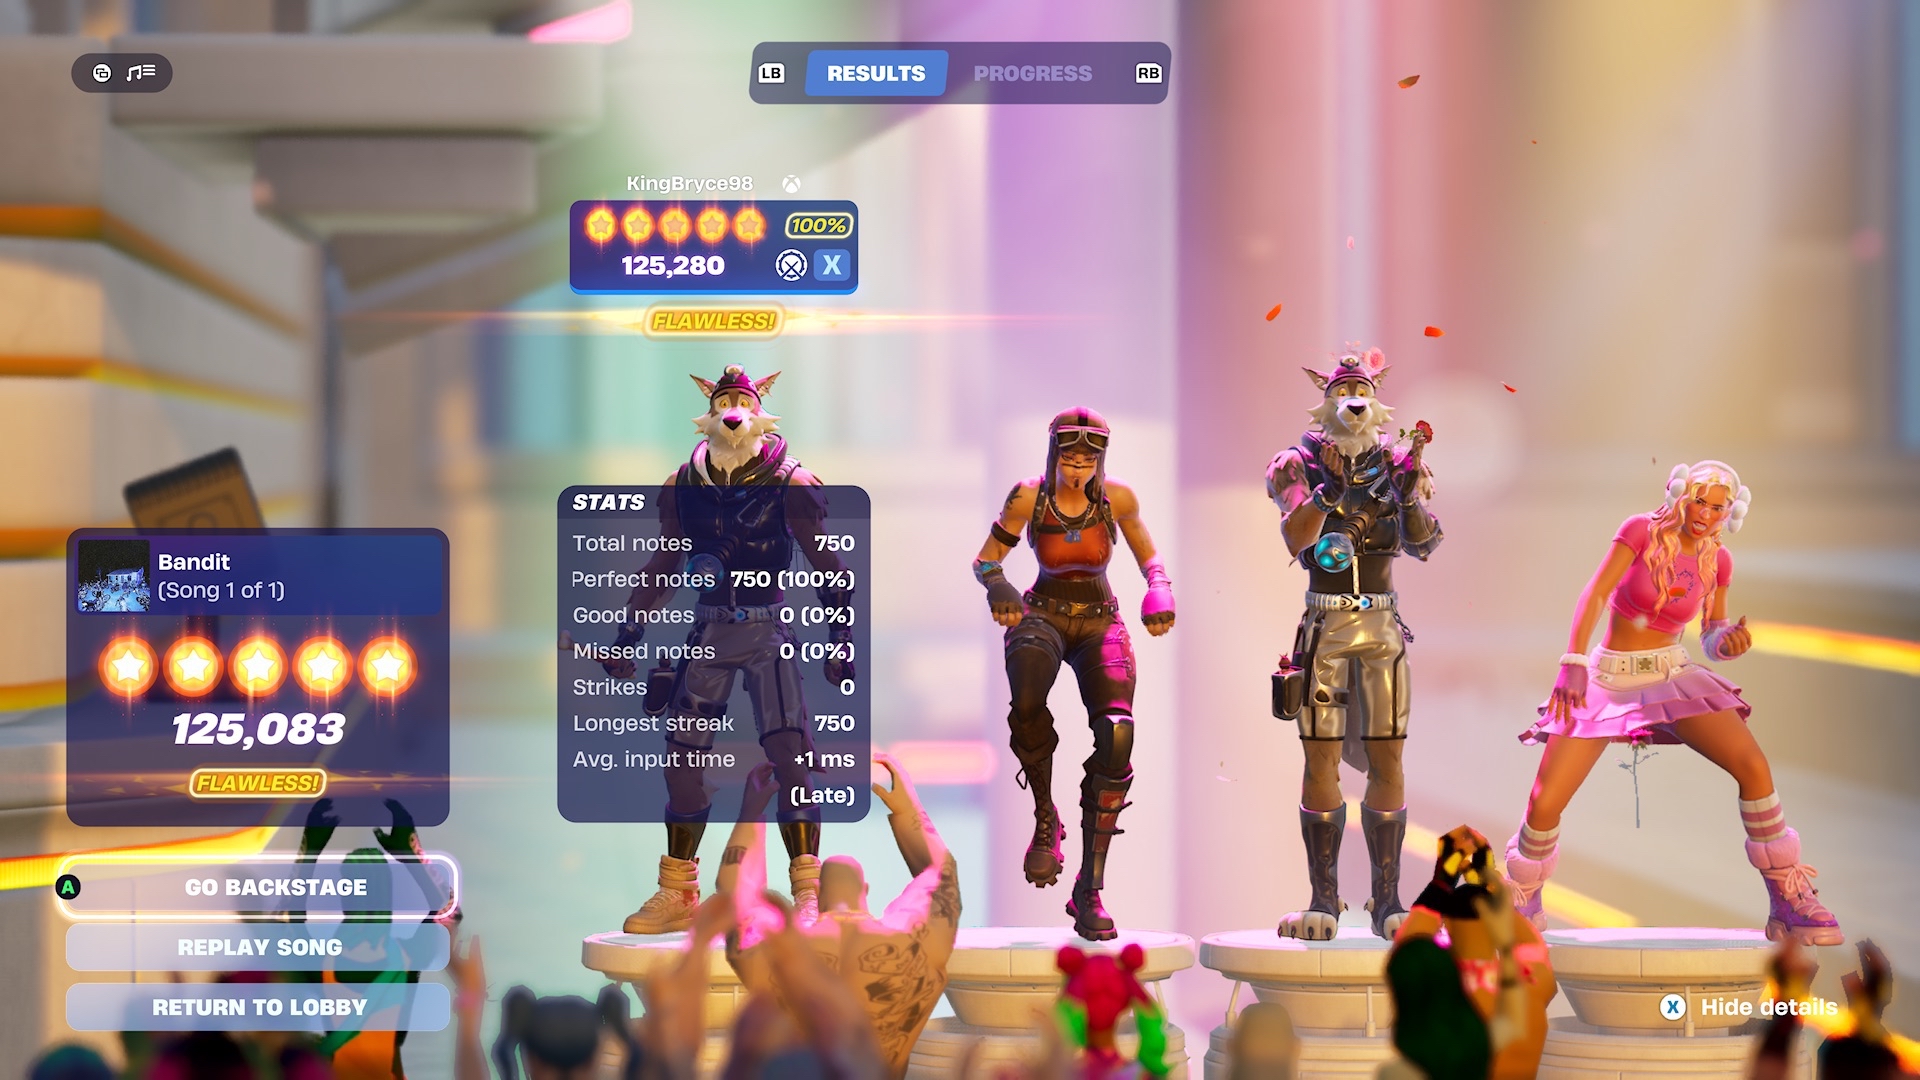 LB RESULTS PROGRESS RB
KingBryce98
100%
125,280 X
FLAWLESS!
STATS
Total notes 750
Perfect notes 750 (100%)
Good notes 0 (0%)
Missed notes 0 (0%)
Strikes 0
Longest streak 750
Avg. input time +1 ms
(Late)
Bandit
(Song 1 of 1)
125,083
FLAWLESS!
A GO BACKSTAGE
REPLAY SONG
RETURN TO LOBBY
X Hide details